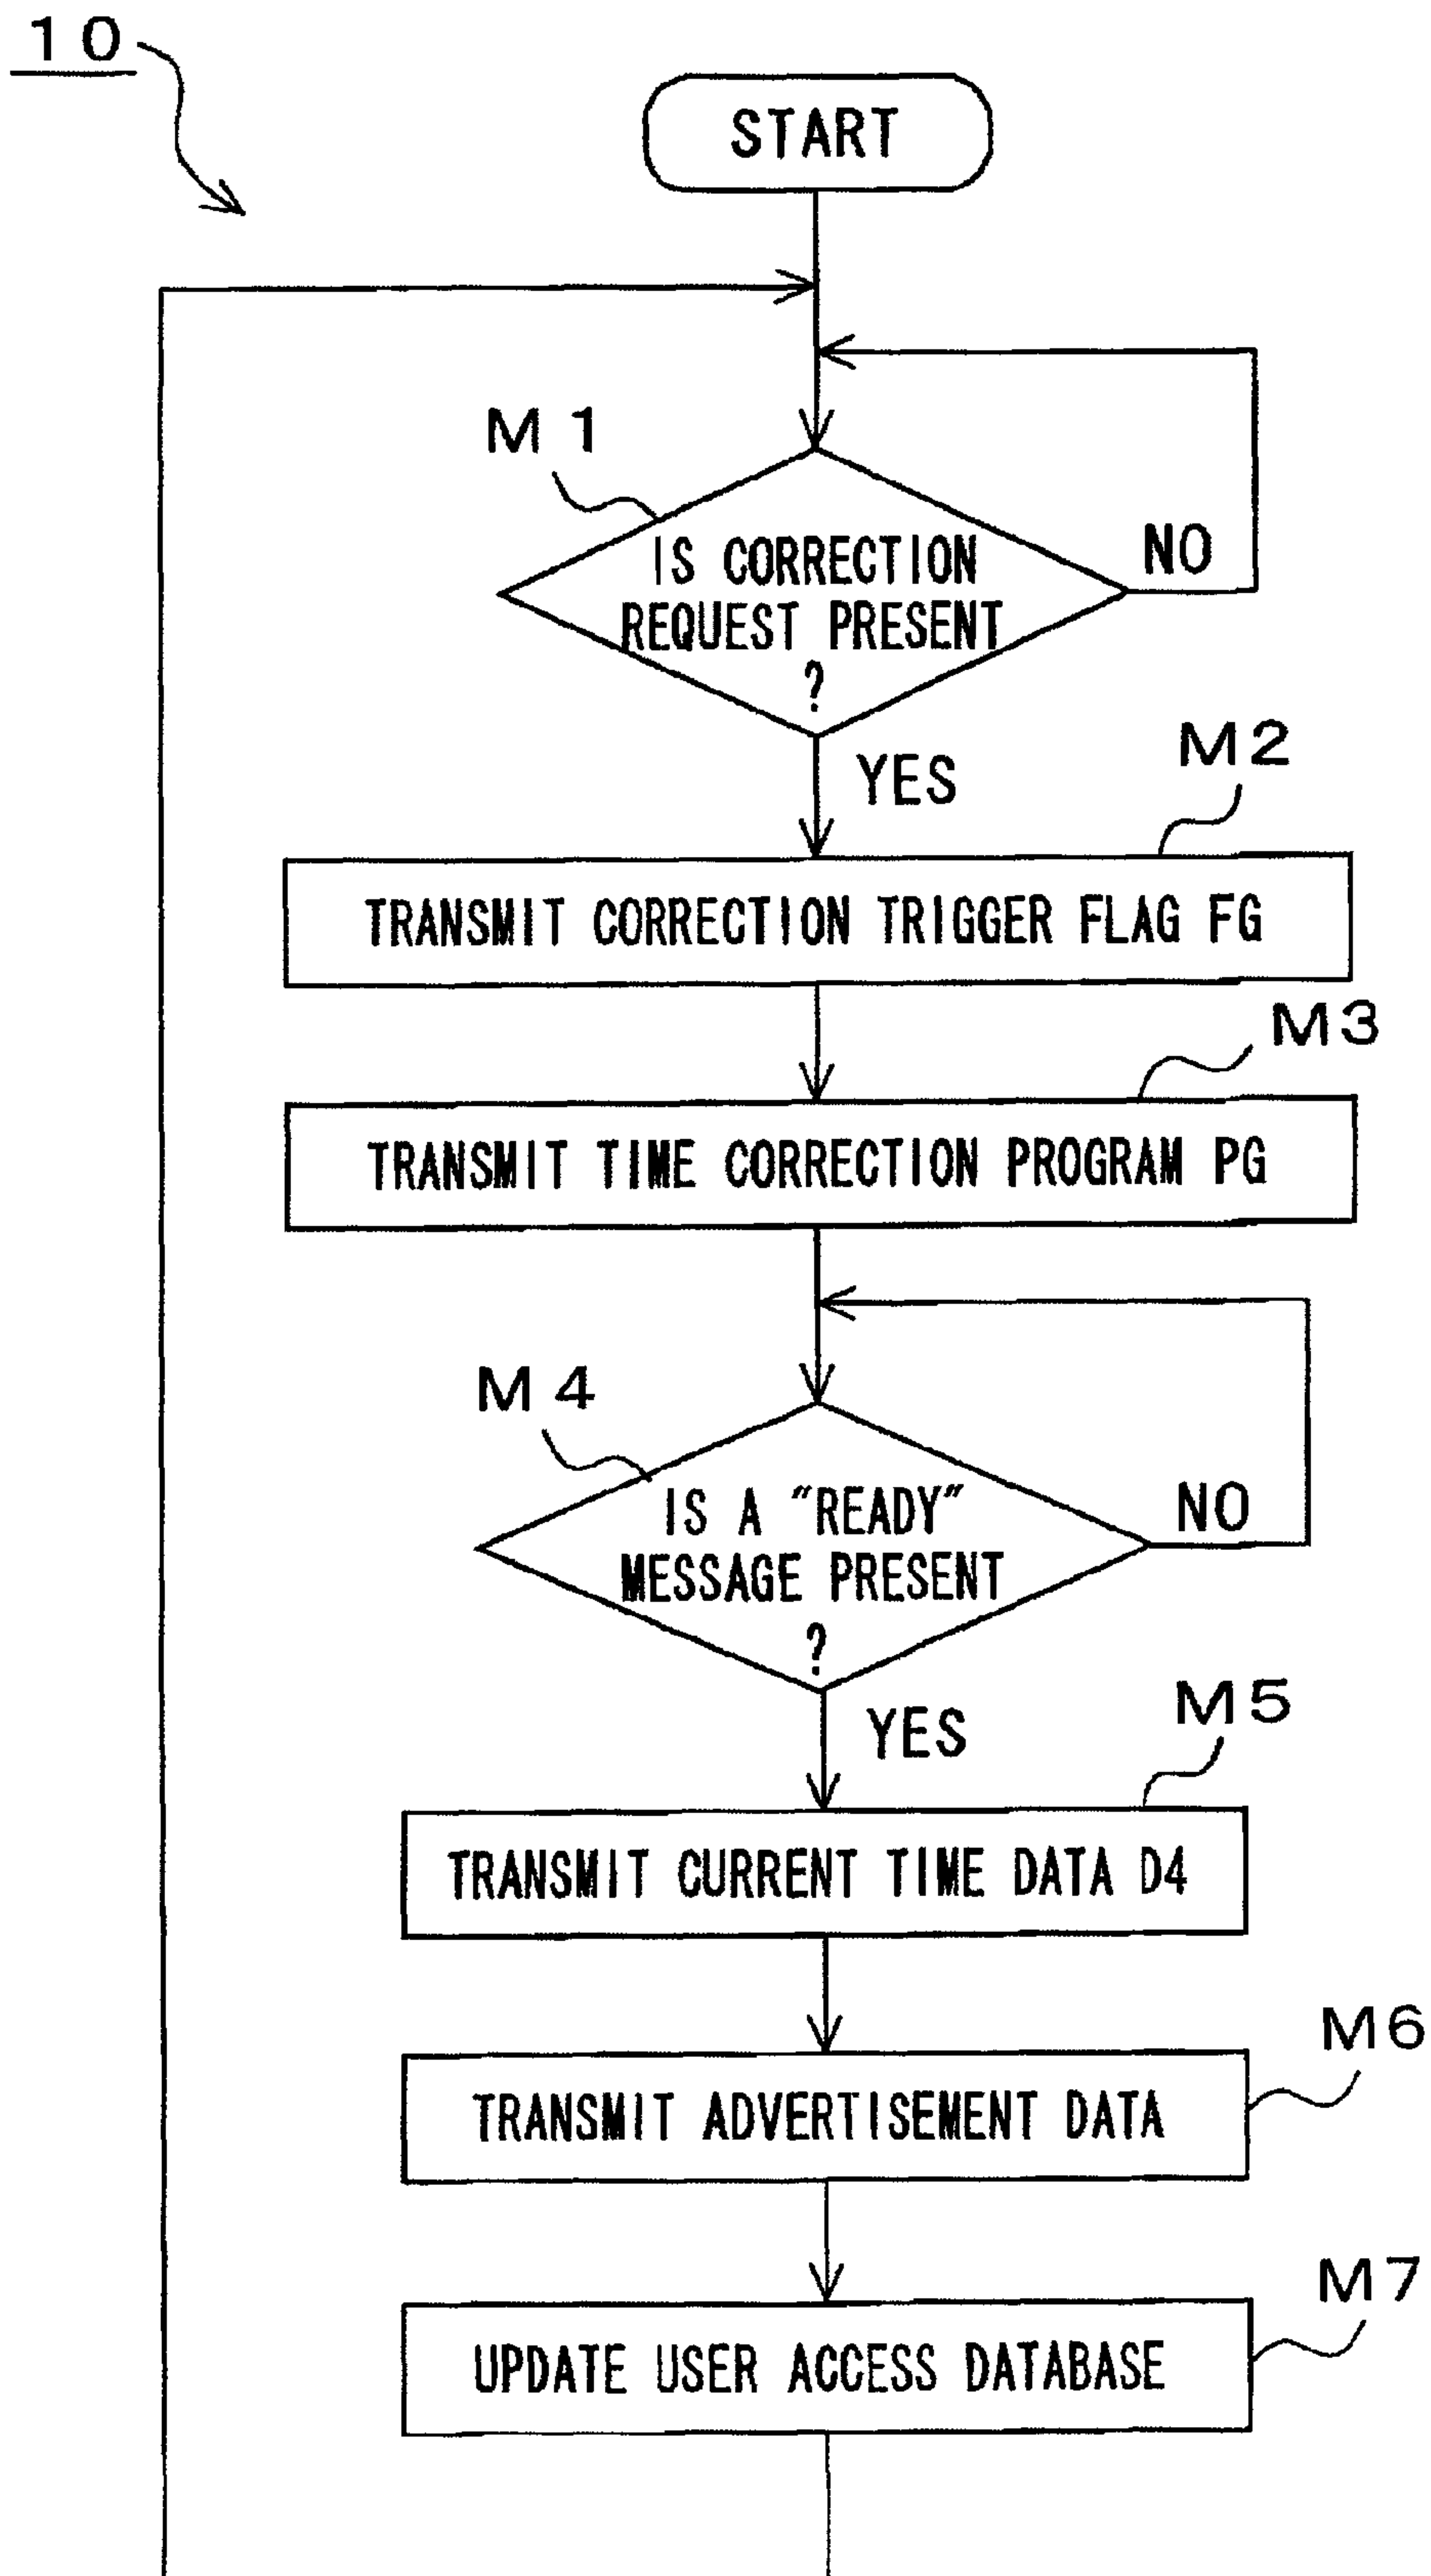 10
START
M1
IS CORRECTION
REQUEST PRESENT
?
NO
YES
M2
TRANSMIT CORRECTION TRIGGER FLAG FG
M3
TRANSMIT TIME CORRECTION PROGRAM PG
M4
IS A "READY"
MESSAGE PRESENT
?
NO
YES
M5
TRANSMIT CURRENT TIME DATA D4
M6
TRANSMIT ADVERTISEMENT DATA
M7
UPDATE USER ACCESS DATABASE